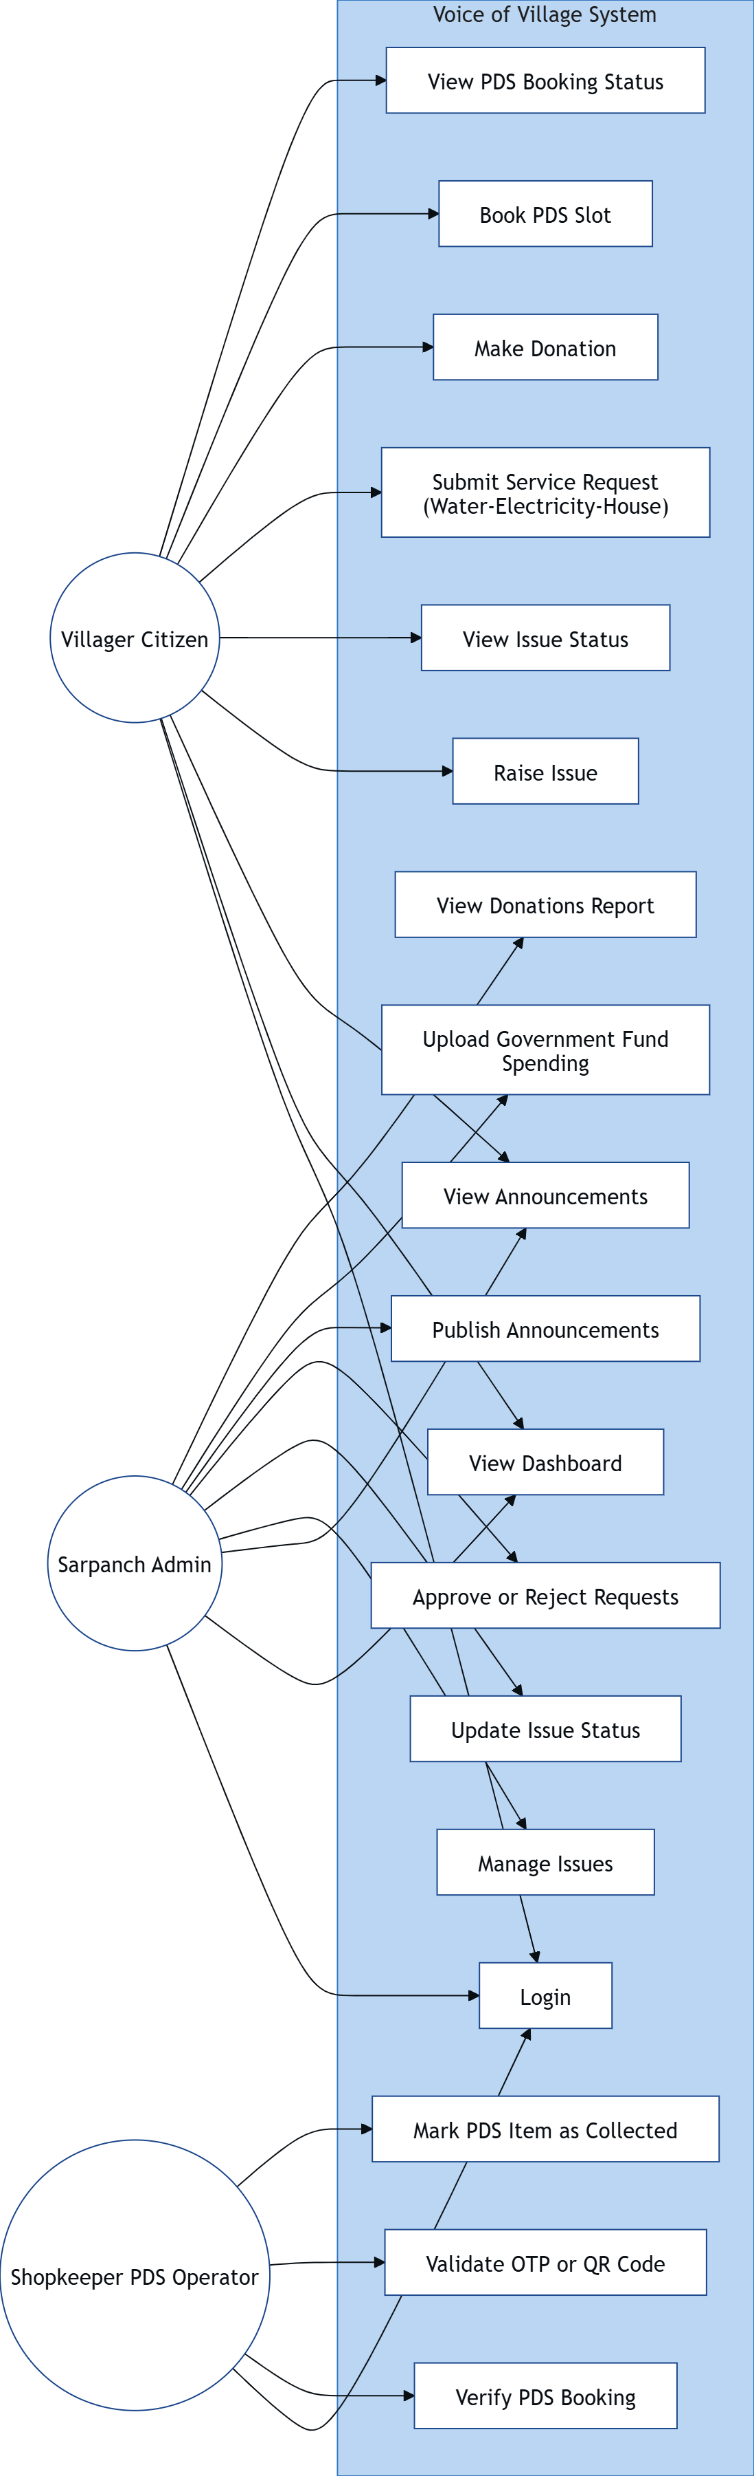 Voice of Village System
View PDS Booking Status
Book PDS Slot
Make Donation
Submit Service Request
(Water-Electricity-House)
Villager Citizen
View Issue Status
Raise Issue
View Donations Report
Upload Government Fund
Spending
View Announcements
Publish Announcements
View Dashboard
Sarpanch Admin
Approve or Reject Requests
Update Issue Status
Manage Issues
Login
Mark PDS Item as Collected
Shopkeeper PDS Operator
Validate OTP or QR Code
Verify PDS Booking